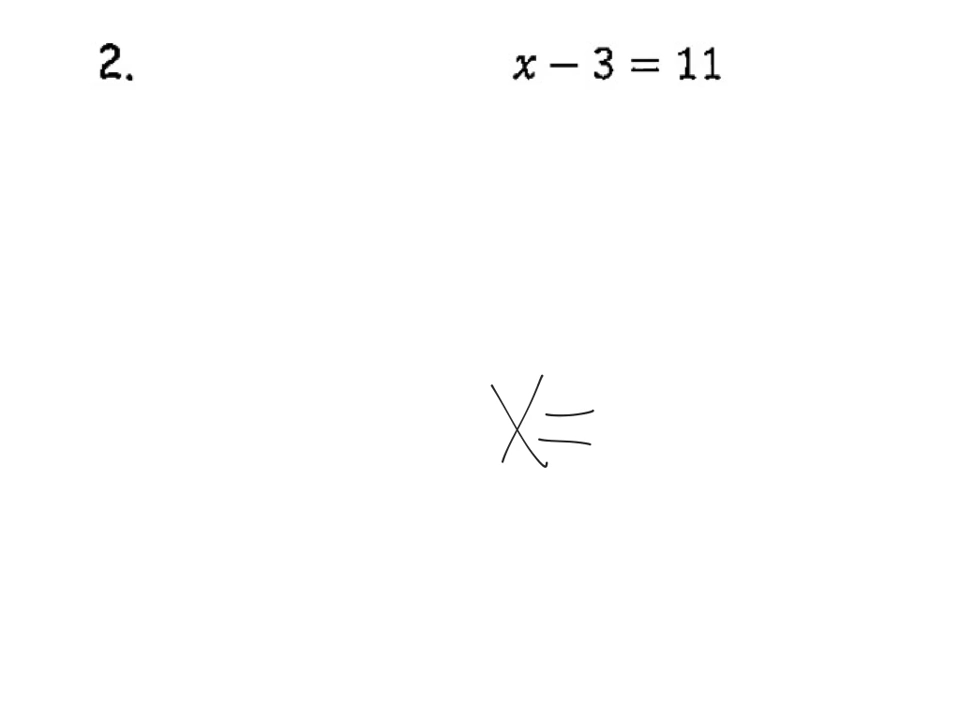 2. x − 3 = 11
X=